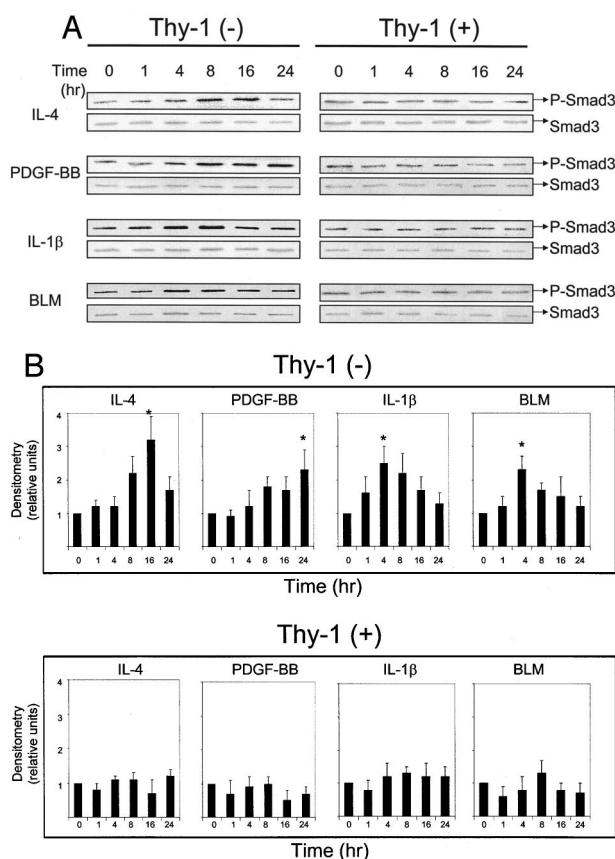 A
Thy-1 (-) Thy-1 (+)
Time (hr) 0 1 4 8 16 24 0 1 4 8 16 24
IL-4 P-Smad3
Smad3
PDGF-BB P-Smad3
Smad3
IL-1β P-Smad3
Smad3
BLM P-Smad3
Smad3
B
Thy-1 (-)
IL-4 PDGF-BB IL-1β BLM
Densitometry
(relative units)
4
3
2
1
* * * *
0 1 4 8 16 24 0 1 4 8 16 24 0 1 4 8 16 24 0 1 4 8 16 24
Time (hr)
Thy-1 (+)
IL-4 PDGF-BB IL-1β BLM
Densitometry
(relative units)
4
3
2
1
0 1 4 8 16 24 0 1 4 8 16 24 0 1 4 8 16 24 0 1 4 8 16 24
Time (hr)